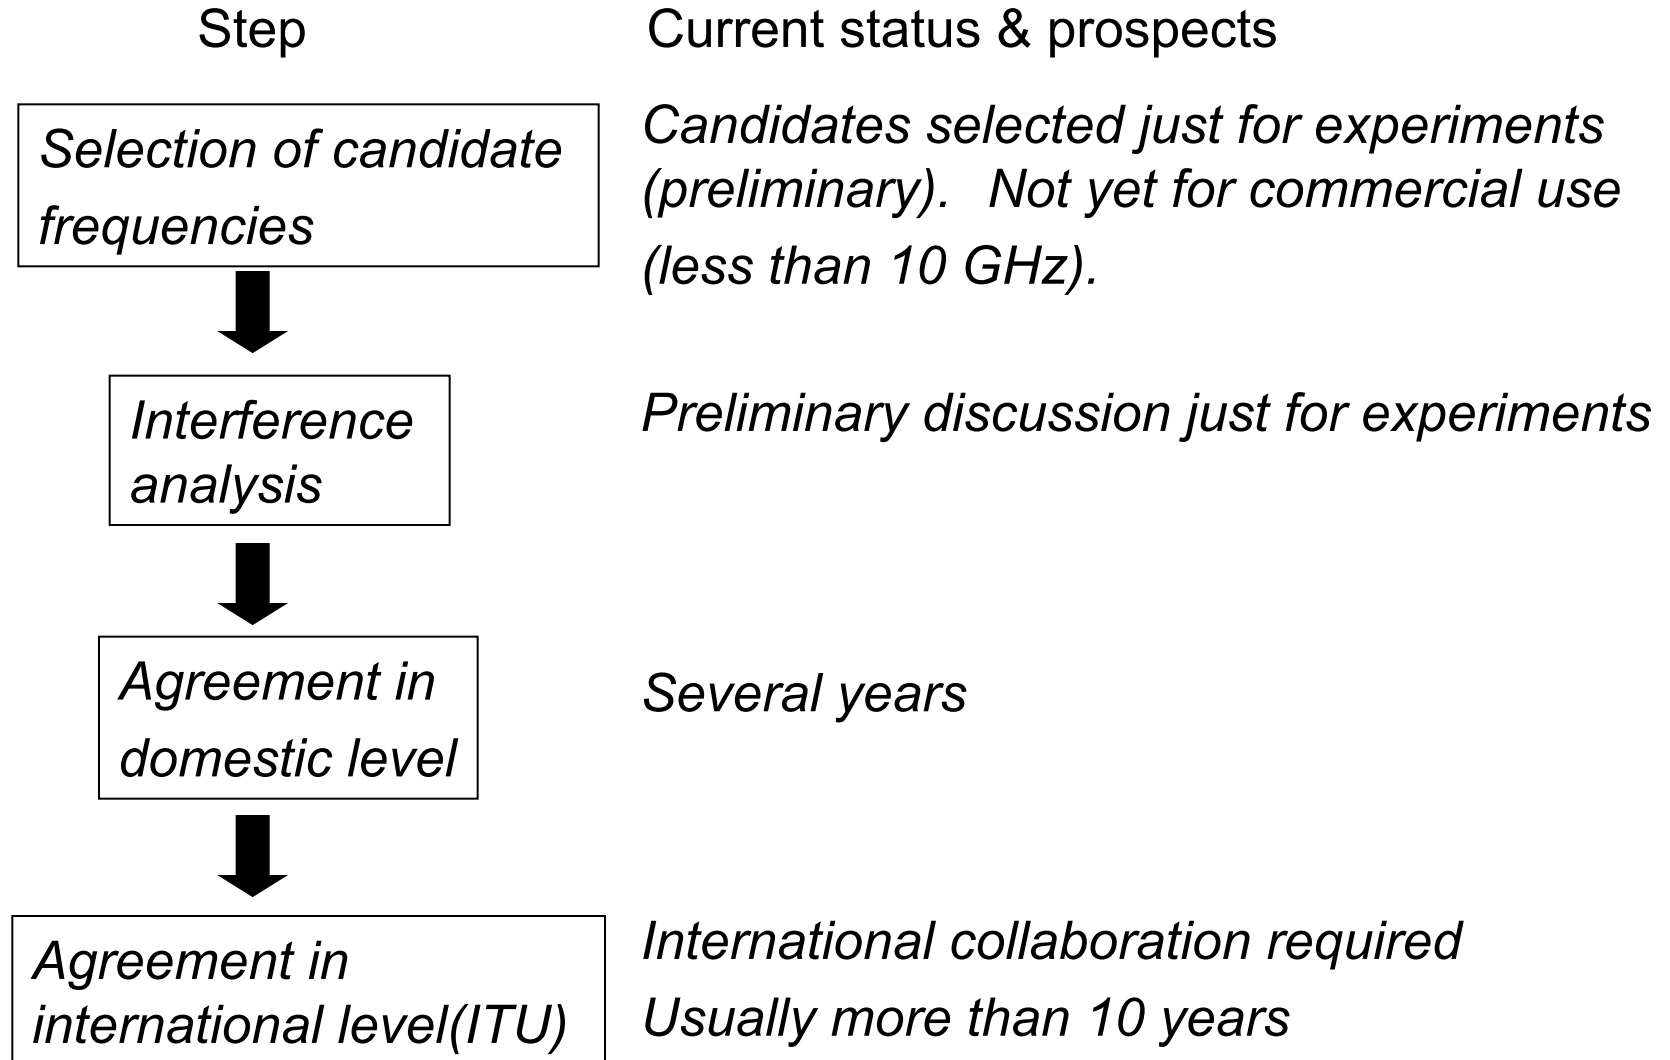 Step
Current status & prospects
Selection of candidate
frequencies
Candidates selected just for experiments
(preliminary). Not yet for commercial use
(less than 10 GHz).
Interference
analysis
Preliminary discussion just for experiments
Agreement in
domestic level
Several years
Agreement in
international level(ITU)
International collaboration required
Usually more than 10 years